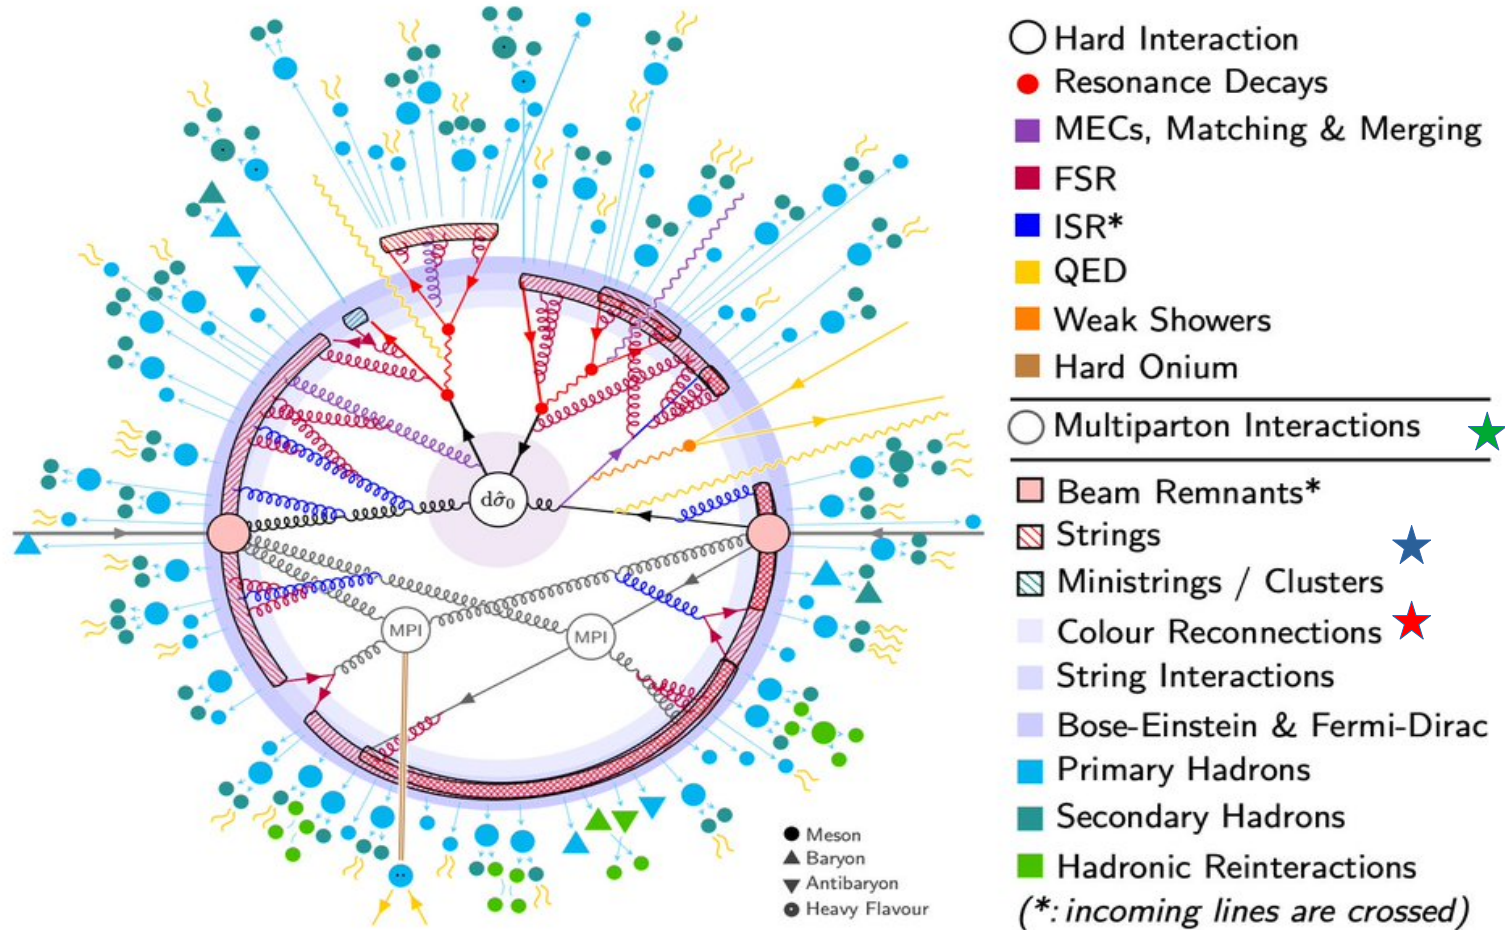 Hard Interaction
Resonance Decays
MECs, Matching & Merging
FSR
ISR*
QED
Weak Showers
Hard Onium
Multiparton Interactions
Beam Remnants*
Strings
Ministrings / Clusters
Colour Reconnections
String Interactions
Bose-Einstein & Fermi-Dirac
Primary Hadrons
Secondary Hadrons
Hadronic Reinteractions
(*: incoming lines are crossed)
dσ̂₀
MPI
MPI
Meson
Baryon
Antibaryon
Heavy Flavour